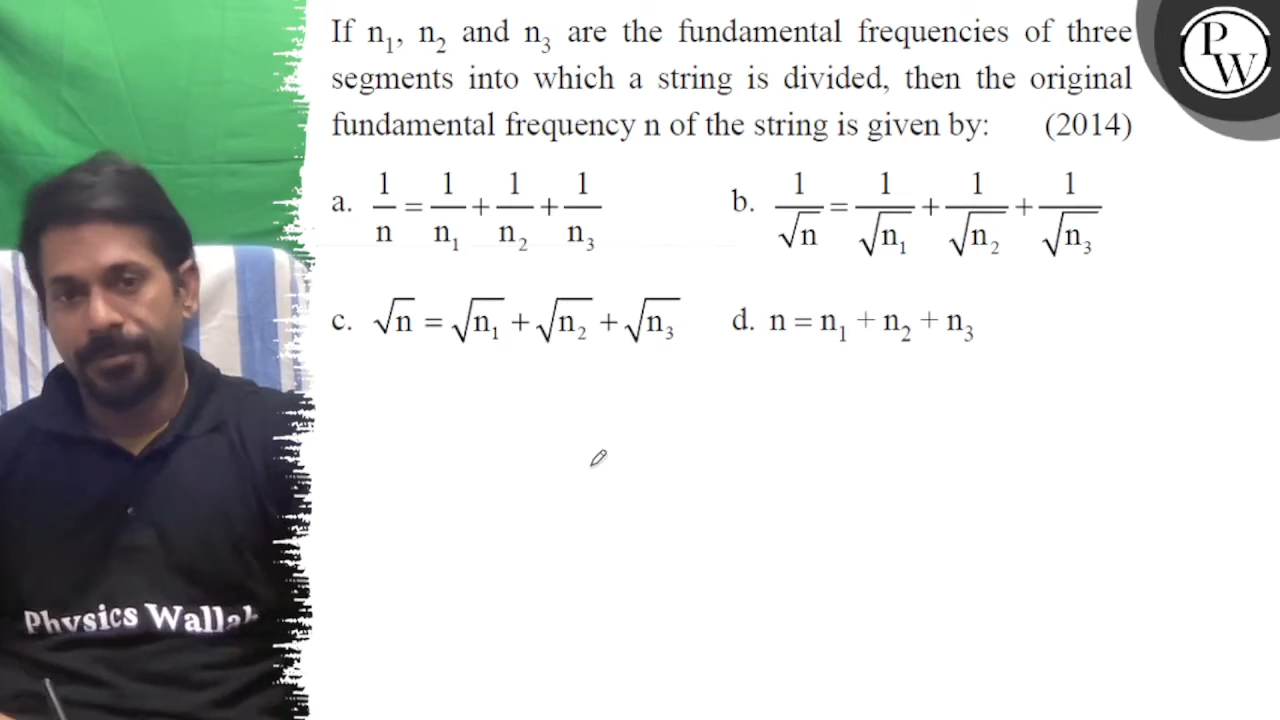 If n₁, n₂ and n₃ are the fundamental frequencies of three
segments into which a string is divided, then the original
fundamental frequency n of the string is given by: (2014)
a. 1/n = 1/n₁ + 1/n₂ + 1/n₃
b. 1/√n = 1/√n₁ + 1/√n₂ + 1/√n₃
c. √n = √n₁ + √n₂ + √n₃
d. n = n₁ + n₂ + n₃
PW
Physics Wallah